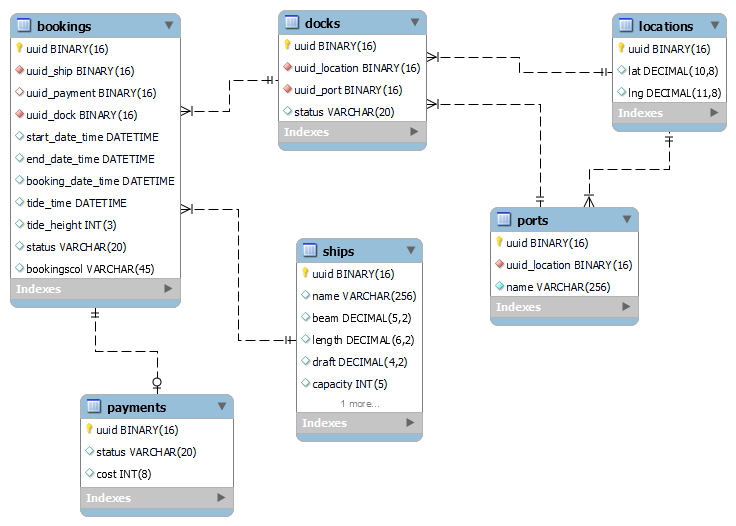 bookings
uuid BINARY(16)
uuid_ship BINARY(16)
uuid_payment BINARY(16)
uuid_dock BINARY(16)
start_date_time DATETIME
end_date_time DATETIME
booking_date_time DATETIME
tide_time DATETIME
tide_height INT(3)
status VARCHAR(20)
bookingscol VARCHAR(45)
Indexes
docks
uuid BINARY(16)
uuid_location BINARY(16)
uuid_port BINARY(16)
status VARCHAR(20)
Indexes
locations
uuid BINARY(16)
lat DECIMAL(10,8)
lng DECIMAL(11,8)
Indexes
ports
uuid BINARY(16)
uuid_location BINARY(16)
name VARCHAR(256)
Indexes
ships
uuid BINARY(16)
name VARCHAR(256)
beam DECIMAL(5,2)
length DECIMAL(6,2)
draft DECIMAL(4,2)
capacity INT(5)
1 more...
Indexes
payments
uuid BINARY(16)
status VARCHAR(20)
cost INT(8)
Indexes